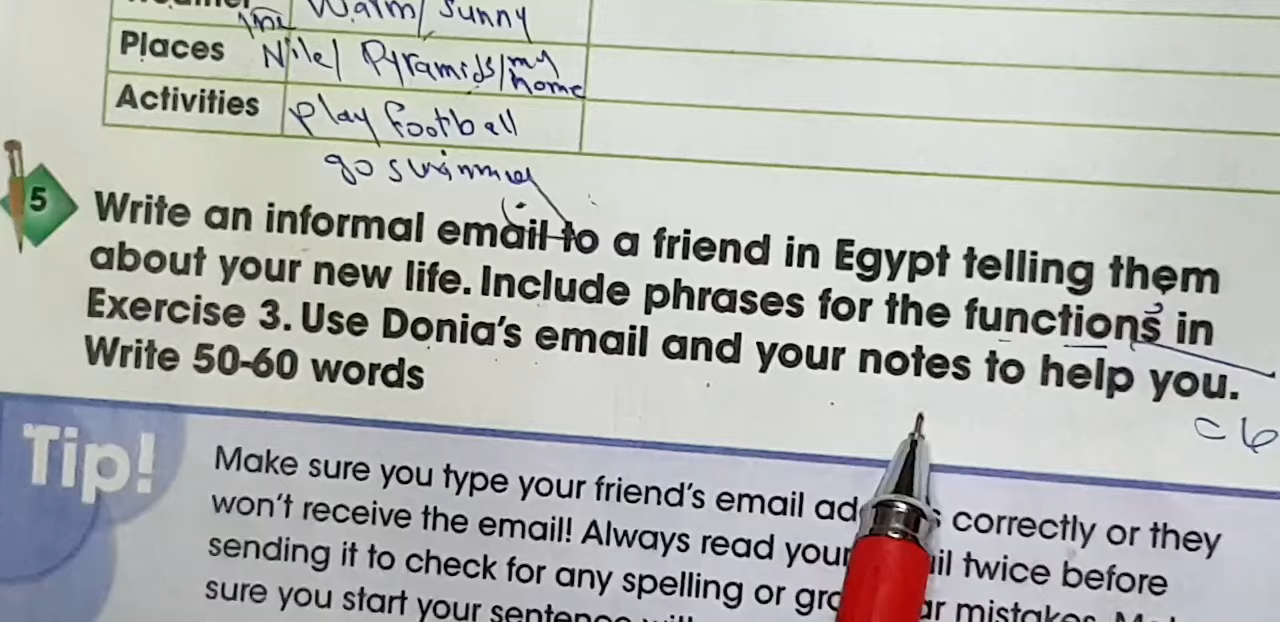 Warm/ Sunny
Places the Nile/ Pyramids/ my home
Activities play football
go swimming
5 Write an informal email to a friend in Egypt telling them
about your new life. Include phrases for the functions in
Exercise 3. Use Donia's email and your notes to help you.
Write 50-60 words
Tip! Make sure you type your friend's email correctly or they
won't receive the email! Always read your twice before
sending it to check for any spelling or mistakes.
sure you start your